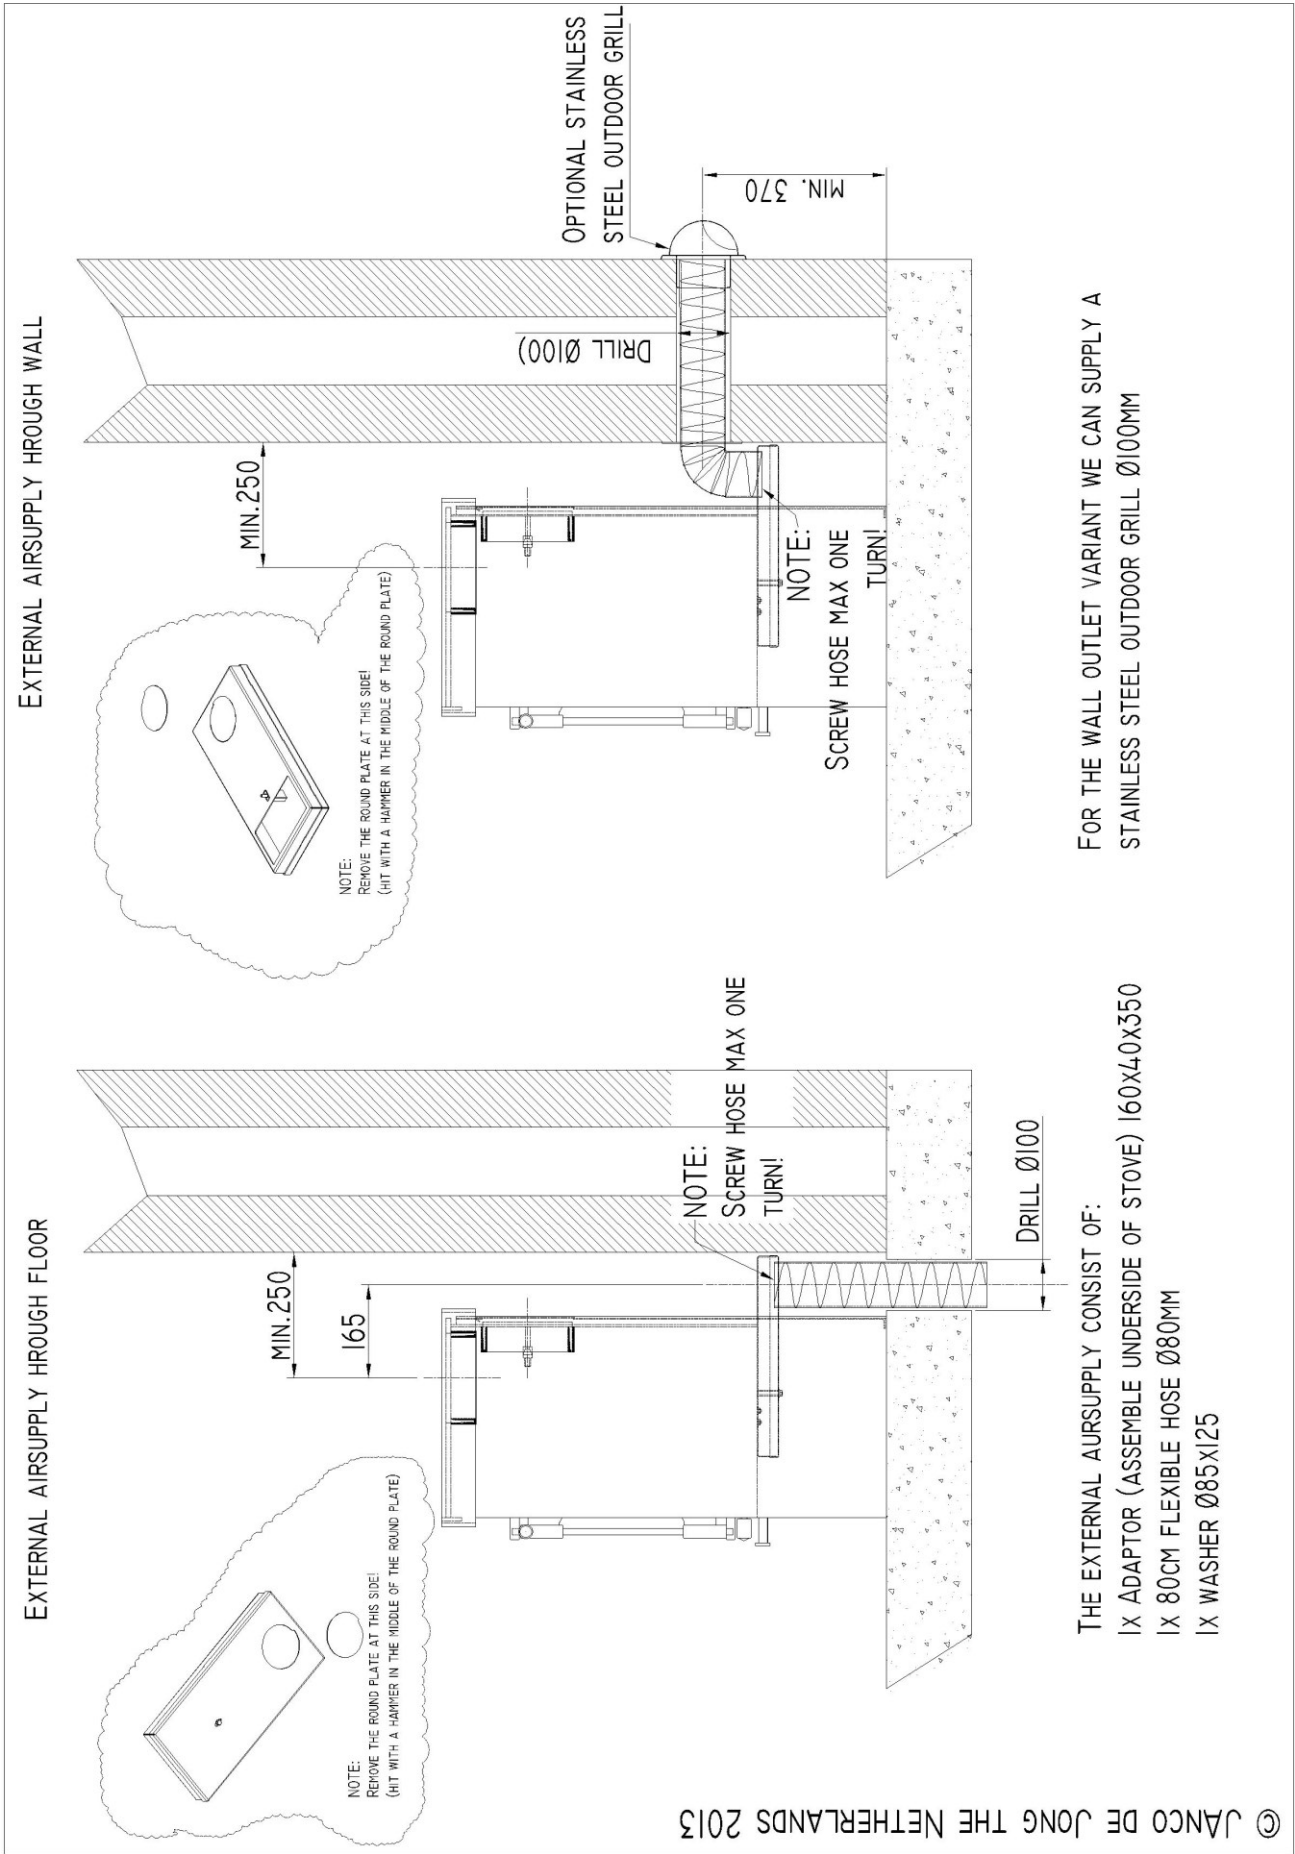 EXTERNAL AIRSUPPLY HROUGH FLOOR
NOTE:
REMOVE THE ROUND PLATE AT THIS SIDE!
(HIT WITH A HAMMER IN THE MIDDLE OF THE ROUND PLATE)
MIN.250
165
NOTE:
SCREW HOSE MAX ONE
TURN!
DRILL Ø100
THE EXTERNAL AURSUPPLY CONSIST OF:
1X ADAPTOR (ASSEMBLE UNDERSIDE OF STOVE) 160X40X350
1X 80CM FLEXIBLE HOSE Ø80MM
1X WASHER Ø85X125
EXTERNAL AIRSUPPLY HROUGH WALL
NOTE:
REMOVE THE ROUND PLATE AT THIS SIDE!
(HIT WITH A HAMMER IN THE MIDDLE OF THE ROUND PLATE)
MIN.250
DRILL Ø100)
OPTIONAL STAINLESS
STEEL OUTDOOR GRILL
MIN. 370
NOTE:
SCREW HOSE MAX ONE
TURN!
FOR THE WALL OUTLET VARIANT WE CAN SUPPLY A
STAINLESS STEEL OUTDOOR GRILL Ø100MM
© JANCO DE JONG THE NETHERLANDS 2013